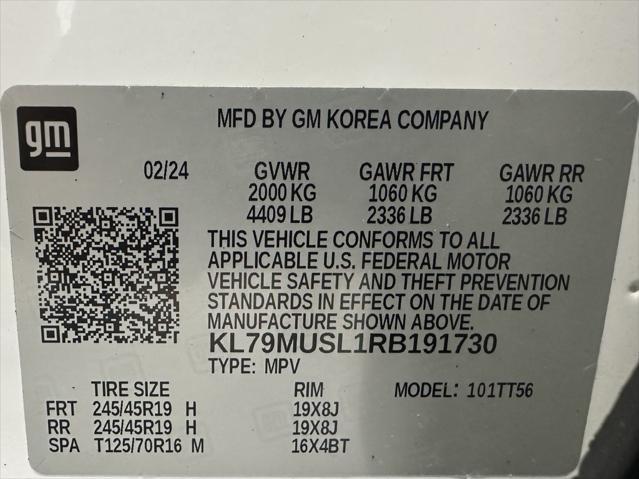 gm
MFD BY GM KOREA COMPANY
02/24 GVWR GAWR FRT GAWR RR
2000 KG 1060 KG 1060 KG
4409 LB 2336 LB 2336 LB
THIS VEHICLE CONFORMS TO ALL
APPLICABLE U.S. FEDERAL MOTOR
VEHICLE SAFETY AND THEFT PREVENTION
STANDARDS IN EFFECT ON THE DATE OF
MANUFACTURE SHOWN ABOVE.
KL79MUSL1RB191730
TYPE: MPV
TIRE SIZE RIM MODEL: 101TT56
FRT 245/45R19 H 19X8J
RR 245/45R19 H 19X8J
SPA T125/70R16 M 16X4BT